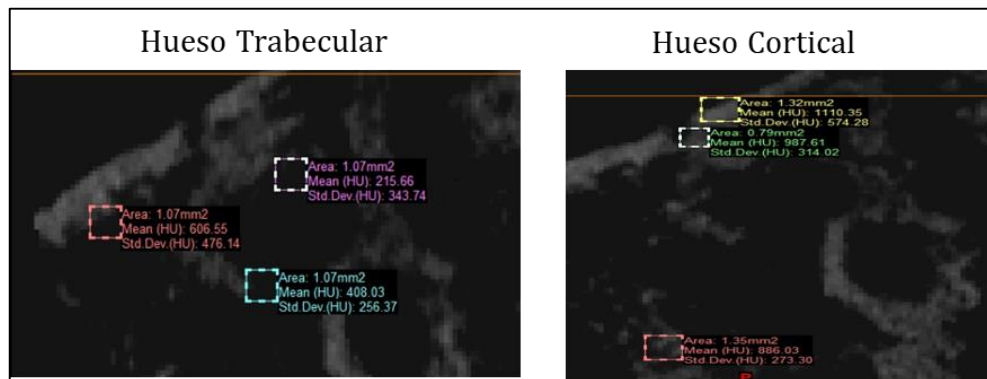 Hueso Trabecular
Area: 1.07mm2
Mean (HU): 215.66
Std.Dev.(HU): 343.74
Area: 1.07mm2
Mean (HU): 606.55
Std.Dev.(HU): 476.14
Area: 1.07mm2
Mean (HU): 408.03
Std.Dev.(HU): 256.37
Hueso Cortical
Area: 1.32mm2
Mean (HU): 1110.35
Std.Dev.(HU): 574.28
Area: 0.79mm2
Mean (HU): 987.61
Std.Dev.(HU): 314.02
Area: 1.35mm2
Mean (HU): 886.03
Std.Dev.(HU): 273.30